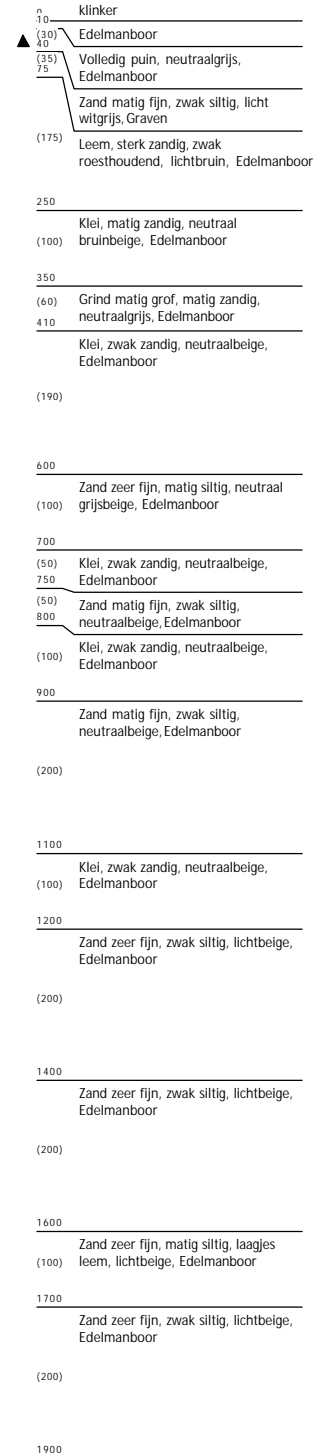 0 klinker
10
(30) Edelmanboor
40
(35) Volledig puin, neutraalgrijs,
75 Edelmanboor
Zand matig fijn, zwak siltig, licht
witgrijs, Graven
(175) Leem, sterk zandig, zwak
roesthoudend, lichtbruin, Edelmanboor
250
Klei, matig zandig, neutraal
(100) bruinbeige, Edelmanboor
350
(60) Grind matig grof, matig zandig,
neutraalgrijs, Edelmanboor
410
Klei, zwak zandig, neutraalbeige,
Edelmanboor
(190)
600
Zand zeer fijn, matig siltig, neutraal
(100) grijsbeige, Edelmanboor
700
(50) Klei, zwak zandig, neutraalbeige,
750 Edelmanboor
(50) Zand matig fijn, zwak siltig,
800 neutraalbeige, Edelmanboor
Klei, zwak zandig, neutraalbeige,
(100) Edelmanboor
900
Zand matig fijn, zwak siltig,
neutraalbeige, Edelmanboor
(200)
1100
Klei, zwak zandig, neutraalbeige,
(100) Edelmanboor
1200
Zand zeer fijn, zwak siltig, lichtbeige,
Edelmanboor
(200)
1400
Zand zeer fijn, zwak siltig, lichtbeige,
Edelmanboor
(200)
1600
Zand zeer fijn, matig siltig, laagjes
(100) leem, lichtbeige, Edelmanboor
1700
Zand zeer fijn, zwak siltig, lichtbeige,
Edelmanboor
(200)
1900